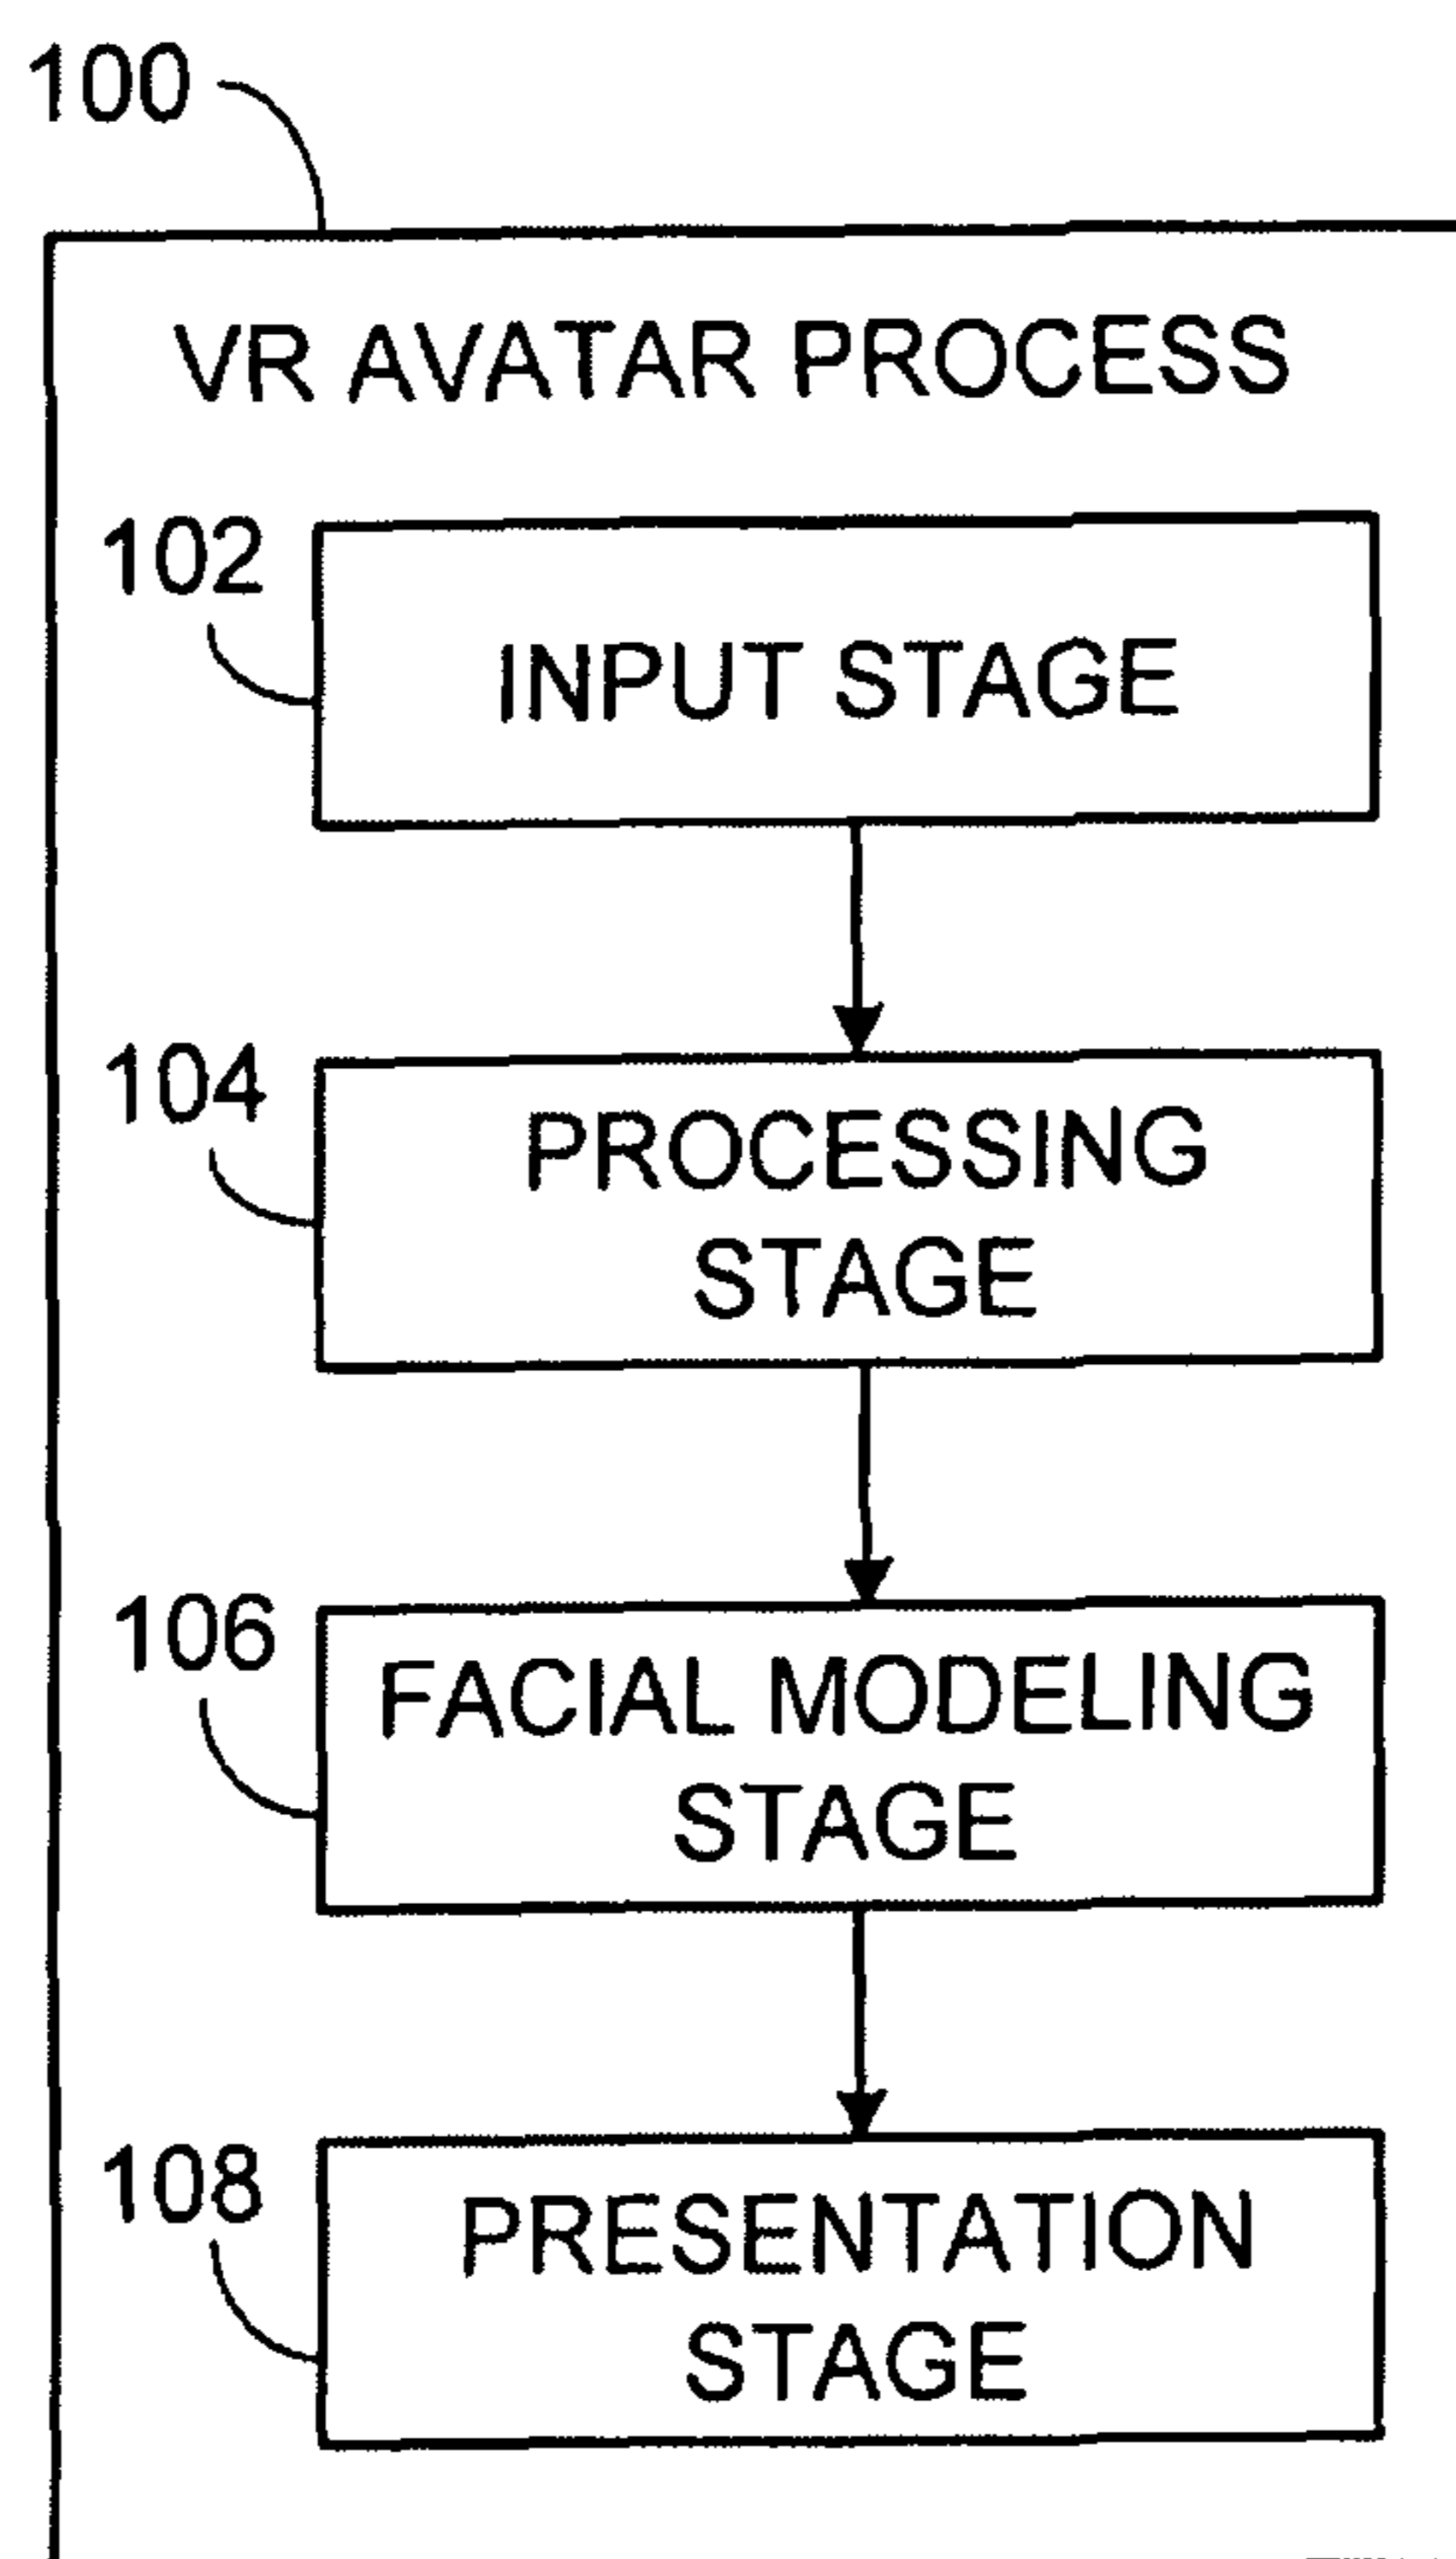 100
VR AVATAR PROCESS
102
INPUT STAGE
104
PROCESSING
STAGE
106
FACIAL MODELING
STAGE
108
PRESENTATION
STAGE